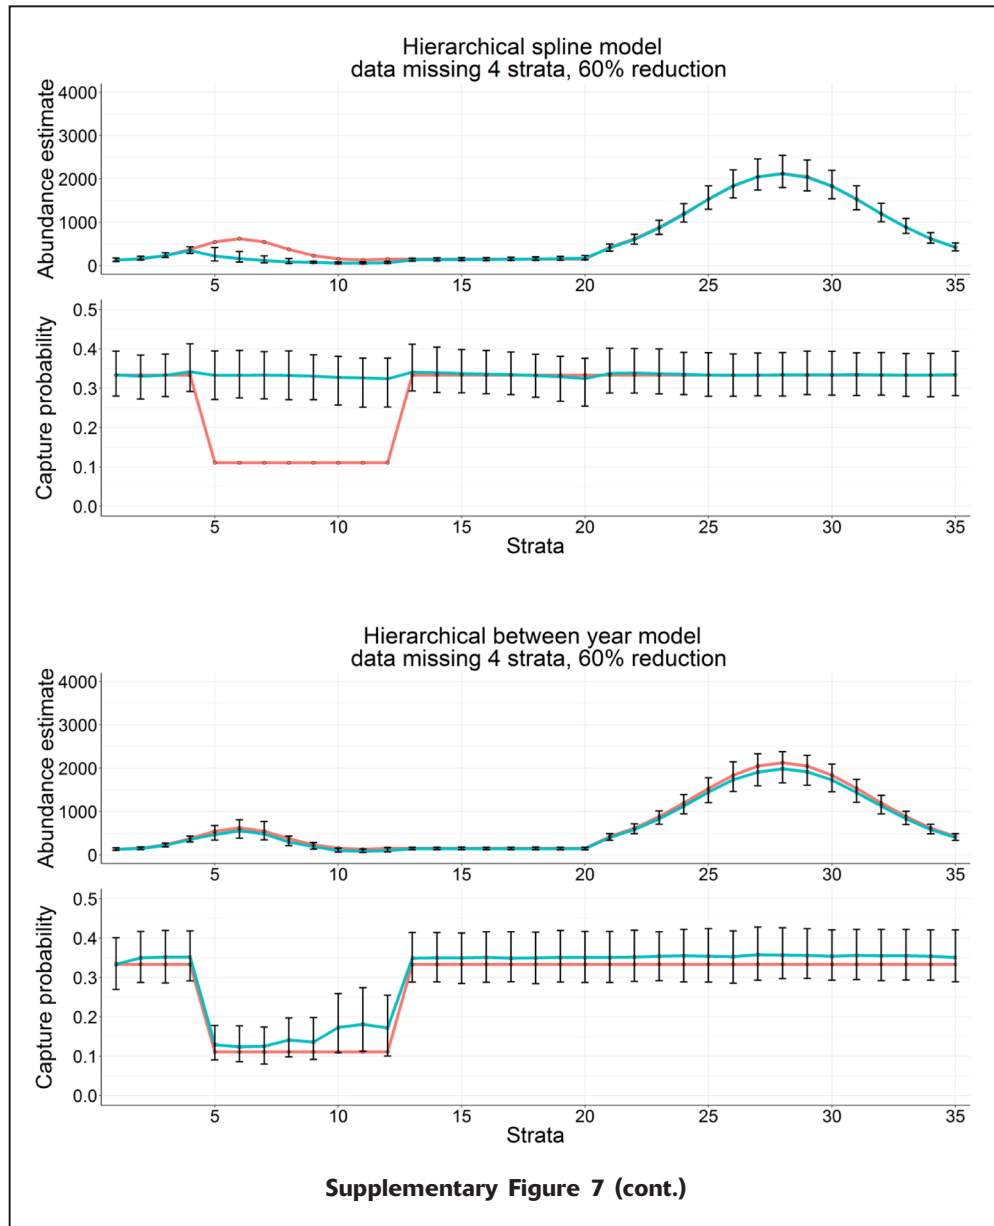 Hierarchical spline model
data missing 4 strata, 60% reduction
Abundance estimate
4000
3000
2000
1000
0
5 10 15 20 25 30 35
Capture probability
0.5
0.4
0.3
0.2
0.1
0.0
5 10 15 20 25 30 35
Strata
Hierarchical between year model
data missing 4 strata, 60% reduction
Abundance estimate
4000
3000
2000
1000
0
5 10 15 20 25 30 35
Capture probability
0.5
0.4
0.3
0.2
0.1
0.0
5 10 15 20 25 30 35
Strata
Supplementary Figure 7 (cont.)